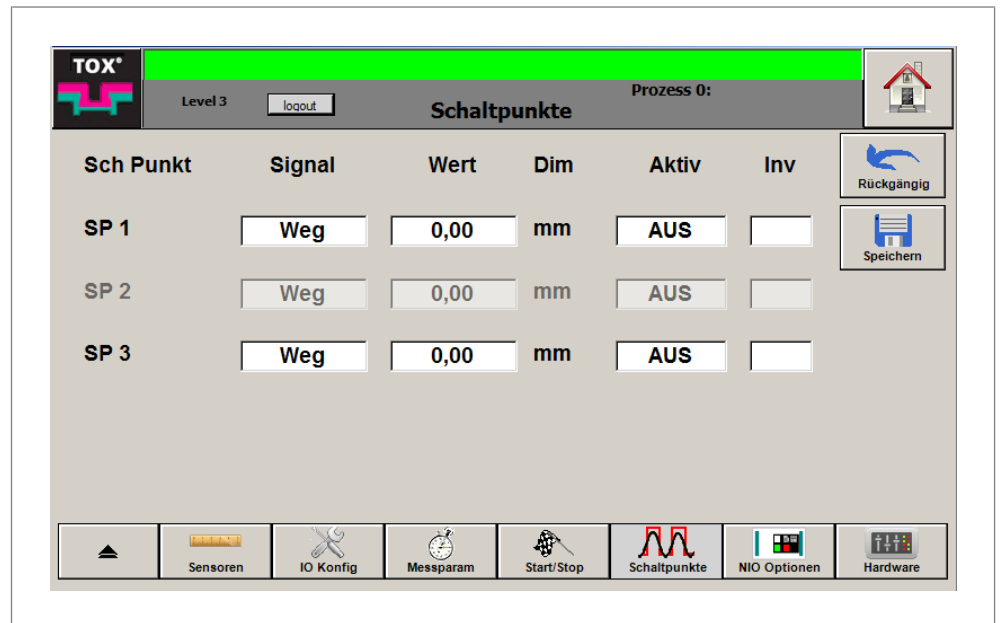 TOX®
Level 3
logout
Schaltpunkte
Prozess 0:
Sch Punkt Signal Wert Dim Aktiv Inv
Rückgängig
SP 1 Weg 0,00 mm AUS
Speichern
SP 2 Weg 0,00 mm AUS
SP 3 Weg 0,00 mm AUS
Sensoren IO Konfig Messparam Start/Stop Schaltpunkte NIO Optionen Hardware